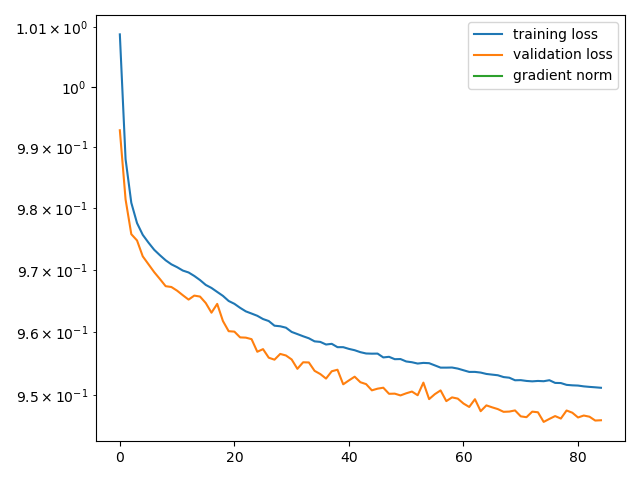 1.01 × 10⁰
10⁰
9.9 × 10⁻¹
9.8 × 10⁻¹
9.7 × 10⁻¹
9.6 × 10⁻¹
9.5 × 10⁻¹
training loss
validation loss
gradient norm
0 20 40 60 80